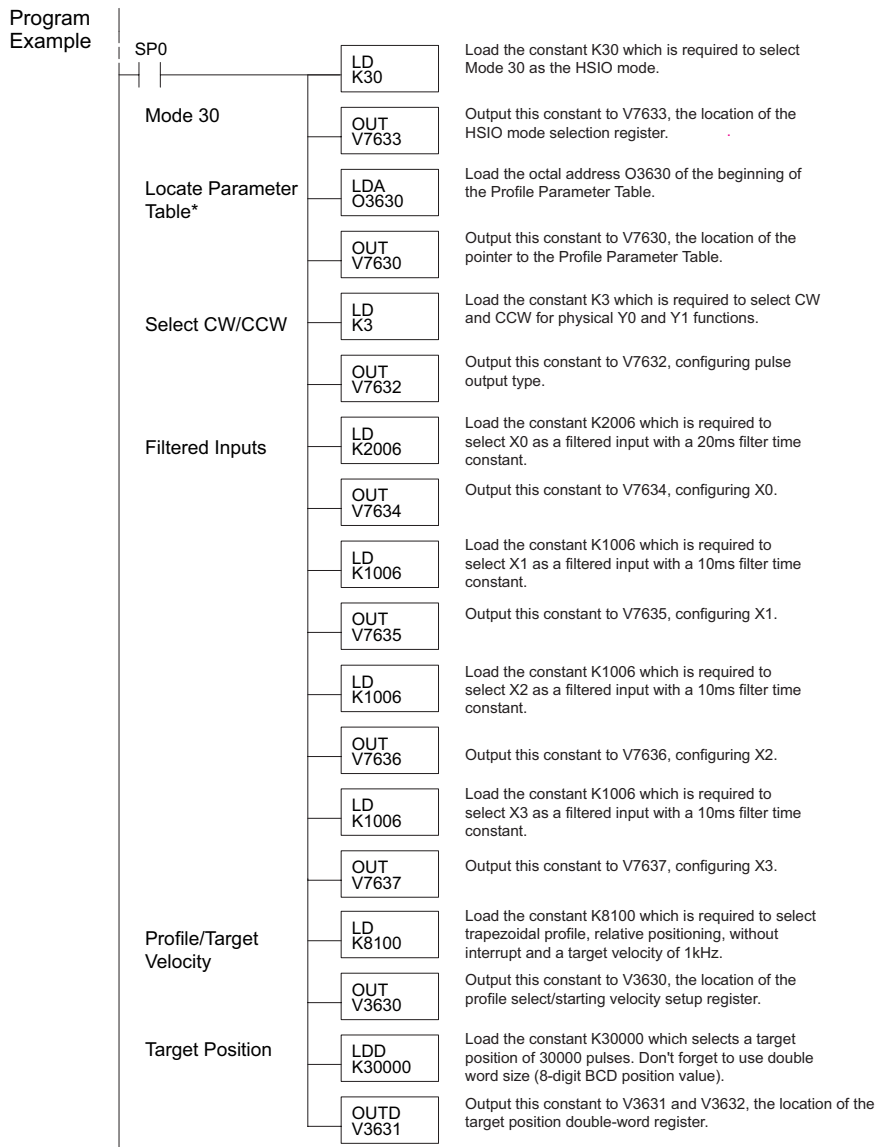 Program
Example
SP0
LD
K30
Load the constant K30 which is required to select
Mode 30 as the HSIO mode.
Mode 30
OUT
V7633
Output this constant to V7633, the location of the
HSIO mode selection register.
Locate Parameter
Table*
LDA
O3630
Load the octal address O3630 of the beginning of
the Profile Parameter Table.
OUT
V7630
Output this constant to V7630, the location of the
pointer to the Profile Parameter Table.
Select CW/CCW
LD
K3
Load the constant K3 which is required to select CW
and CCW for physical Y0 and Y1 functions.
OUT
V7632
Output this constant to V7632, configuring pulse
output type.
Filtered Inputs
LD
K2006
Load the constant K2006 which is required to
select X0 as a filtered input with a 20ms filter time
constant.
OUT
V7634
Output this constant to V7634, configuring X0.
LD
K1006
Load the constant K1006 which is required to
select X1 as a filtered input with a 10ms filter time
constant.
OUT
V7635
Output this constant to V7635, configuring X1.
LD
K1006
Load the constant K1006 which is required to
select X2 as a filtered input with a 10ms filter time
constant.
OUT
V7636
Output this constant to V7636, configuring X2.
LD
K1006
Load the constant K1006 which is required to
select X3 as a filtered input with a 10ms filter time
constant.
OUT
V7637
Output this constant to V7637, configuring X3.
Profile/Target
Velocity
LD
K8100
Load the constant K8100 which is required to select
trapezoidal profile, relative positioning, without
interrupt and a target velocity of 1kHz.
OUT
V3630
Output this constant to V3630, the location of the
profile select/starting velocity setup register.
Target Position
LDD
K30000
Load the constant K30000 which selects a target
position of 30000 pulses. Don't forget to use double
word size (8-digit BCD position value).
OUTD
V3631
Output this constant to V3631 and V3632, the location of the
target position double-word register.